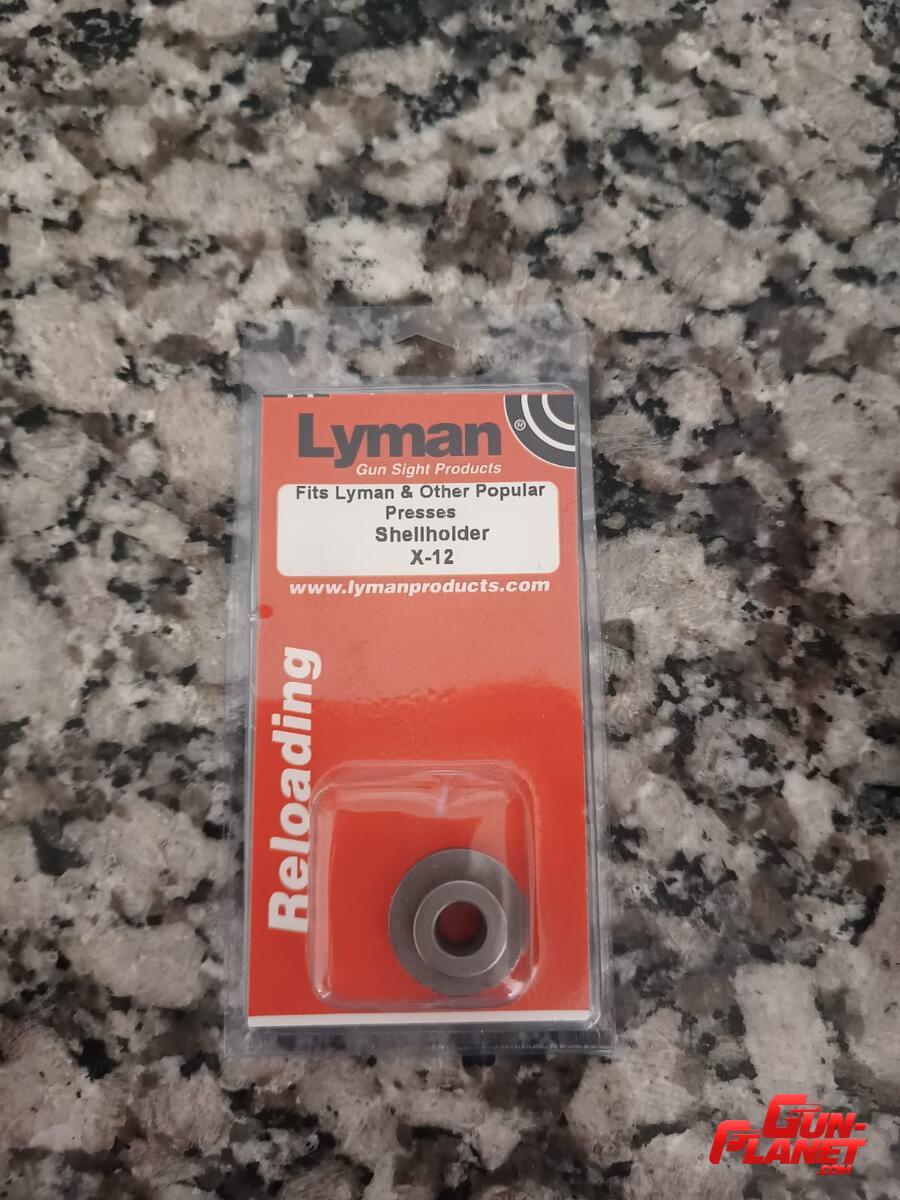 Lyman®
Gun Sight Products
Fits Lyman & Other Popular
Presses
Shellholder
X-12
www.lymanproducts.com
Reloading
GUN-
PLANET
.COM